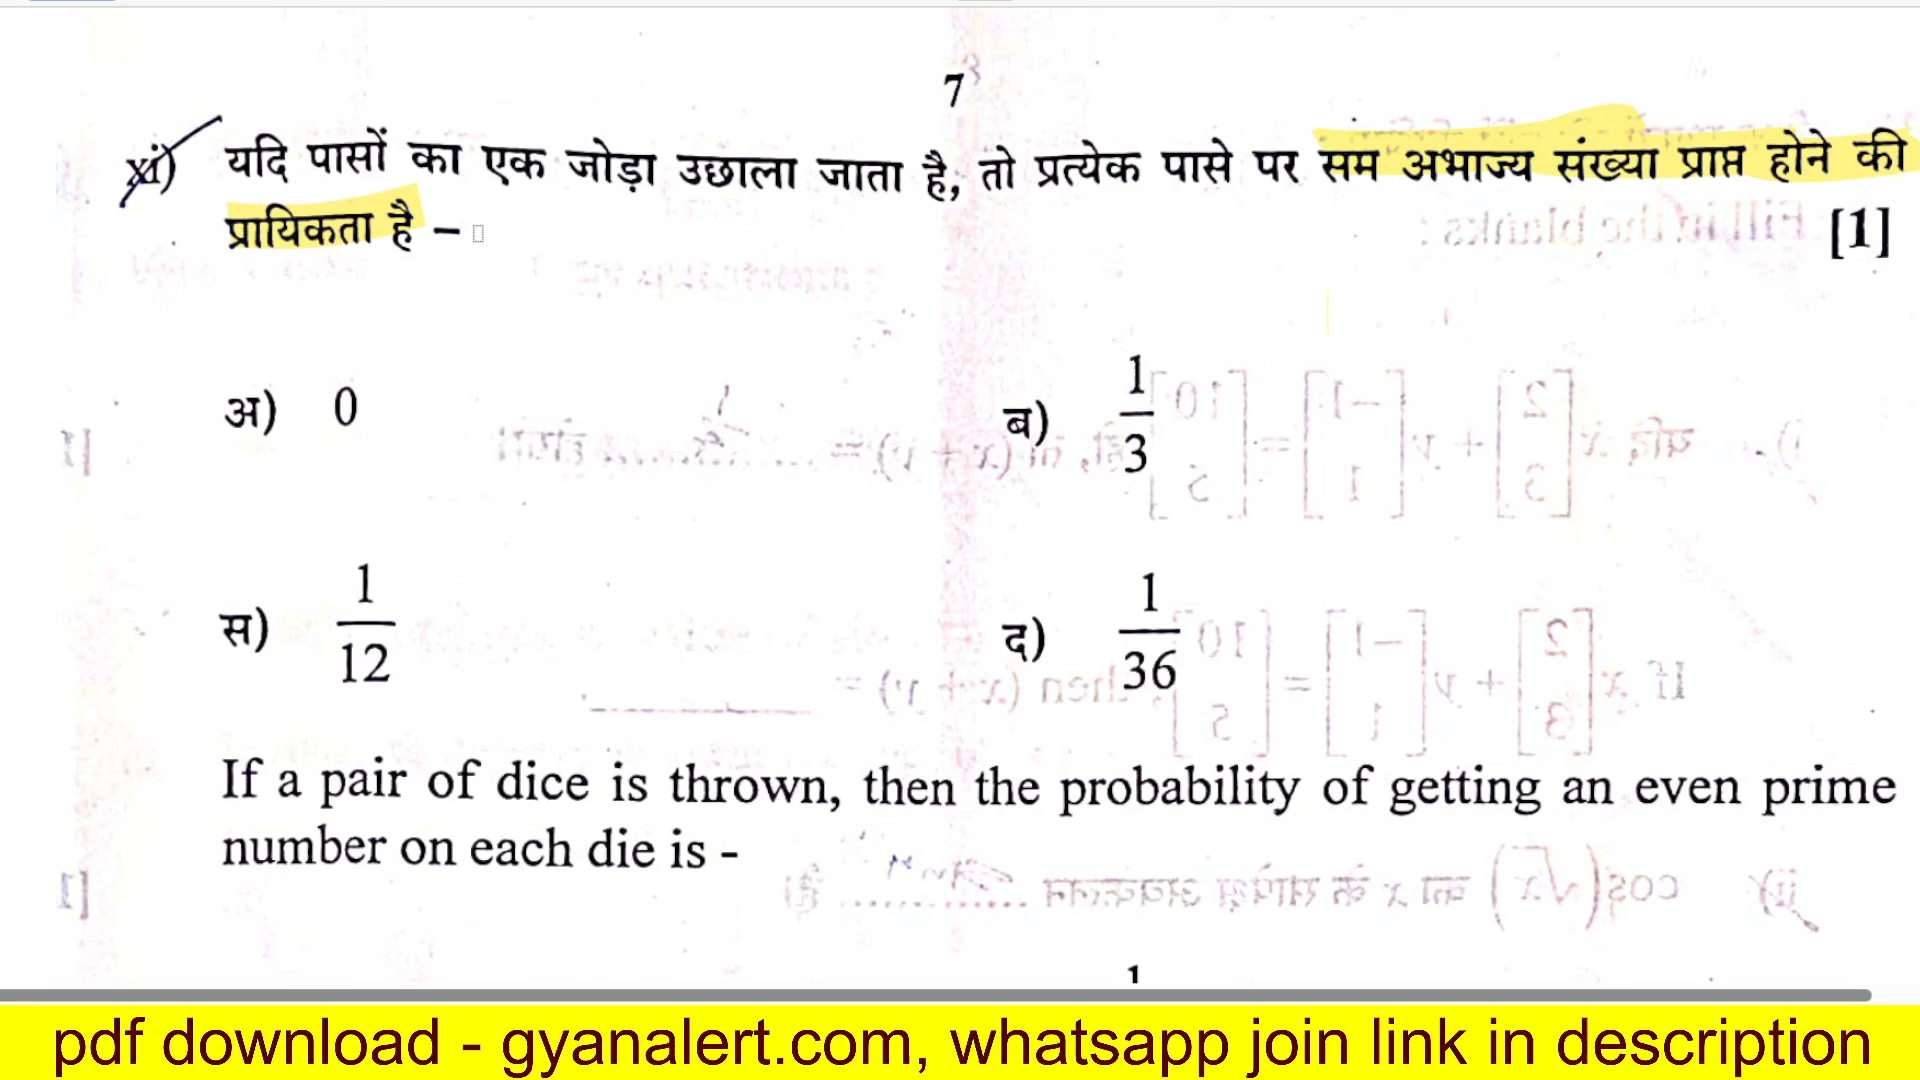 7
xi) यदि पासों का एक जोड़ा उछाला जाता है, तो प्रत्येक पासे पर सम अभाज्य संख्या प्राप्त होने की
प्रायिकता है –
[1]
अ) 0
ब) 1/3
स) 1/12
द) 1/36
If a pair of dice is thrown, then the probability of getting an even prime
number on each die is -
1
pdf download - gyanalert.com, whatsapp join link in description